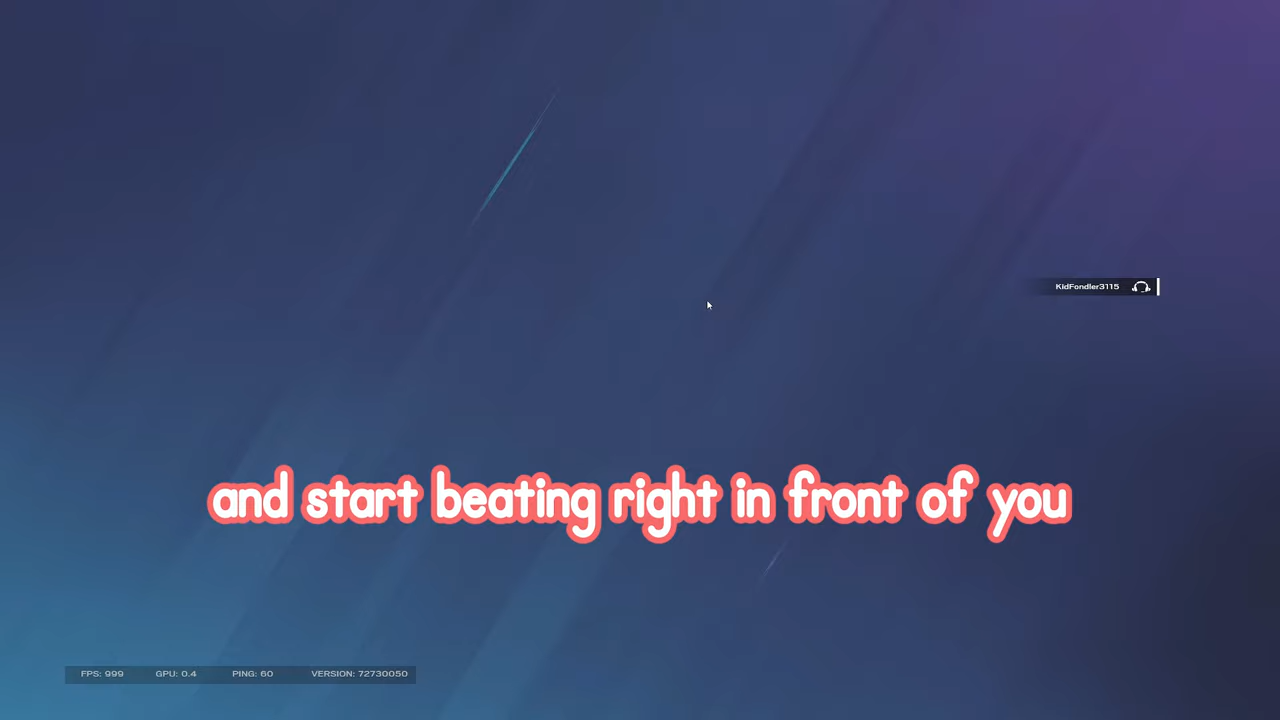 KidFondler3115
and start beating right in front of you
FPS: 999 GPU: 0.4 PING: 60 VERSION: 72730050